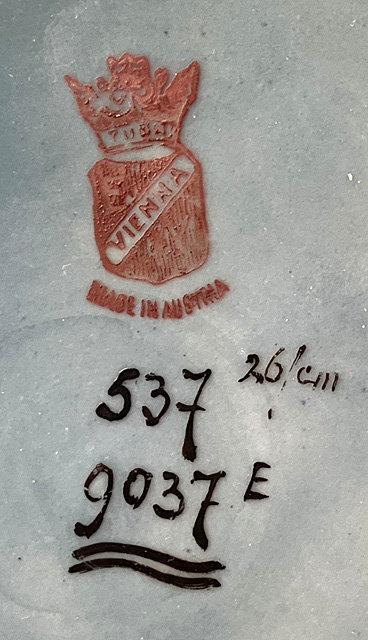 VIENNA
MADE IN AUSTRIA
537 26/cm
9037 E